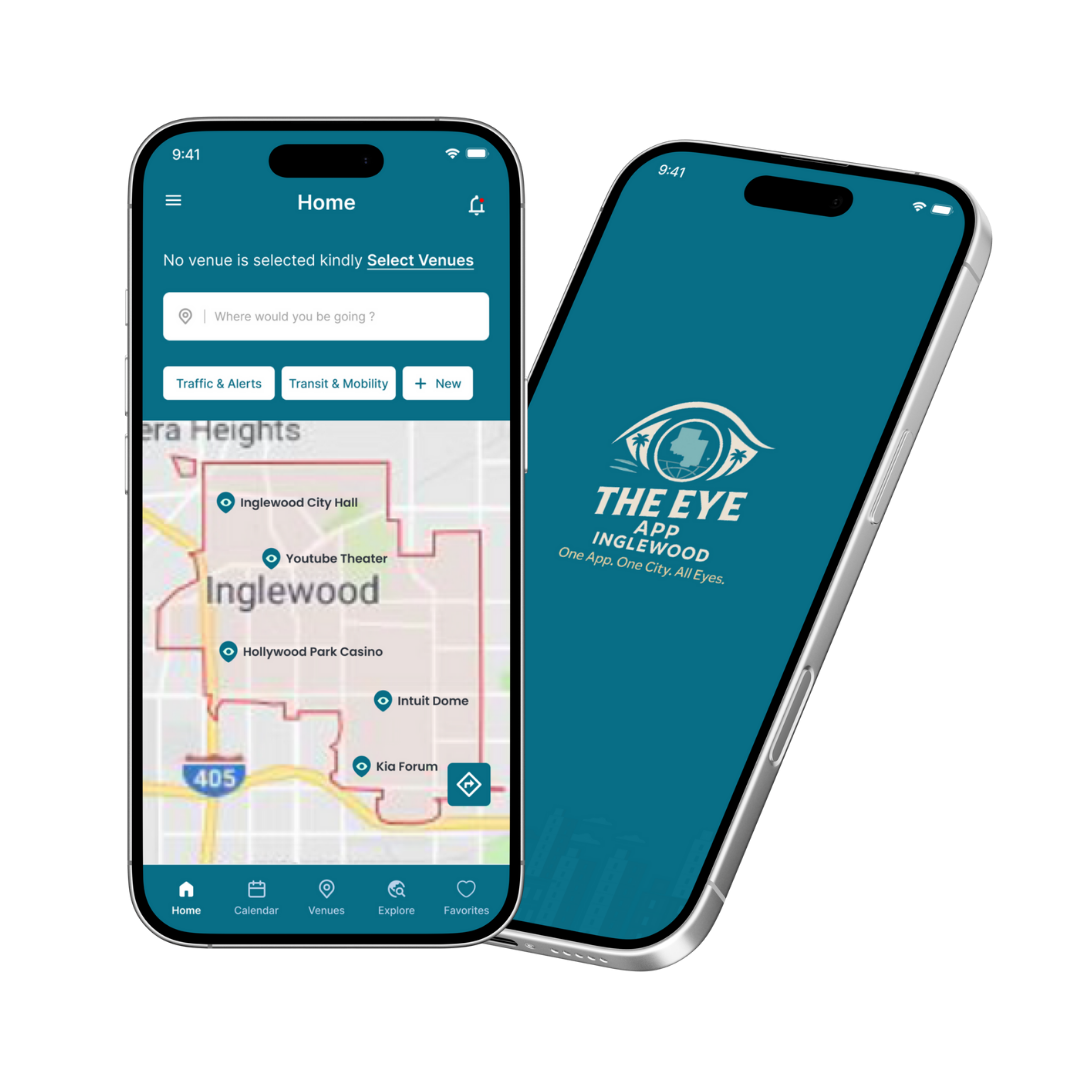 9:41
Home
No venue is selected kindly Select Venues
Where would you be going ?
Traffic & Alerts
Transit & Mobility
+ New
era Heights
Inglewood City Hall
Youtube Theater
Inglewood
Hollywood Park Casino
Intuit Dome
Kia Forum
405
Home
Calendar
Venues
Explore
Favorites
9:41
THE EYE
APP
INGLEWOOD
One App. One City. All Eyes.